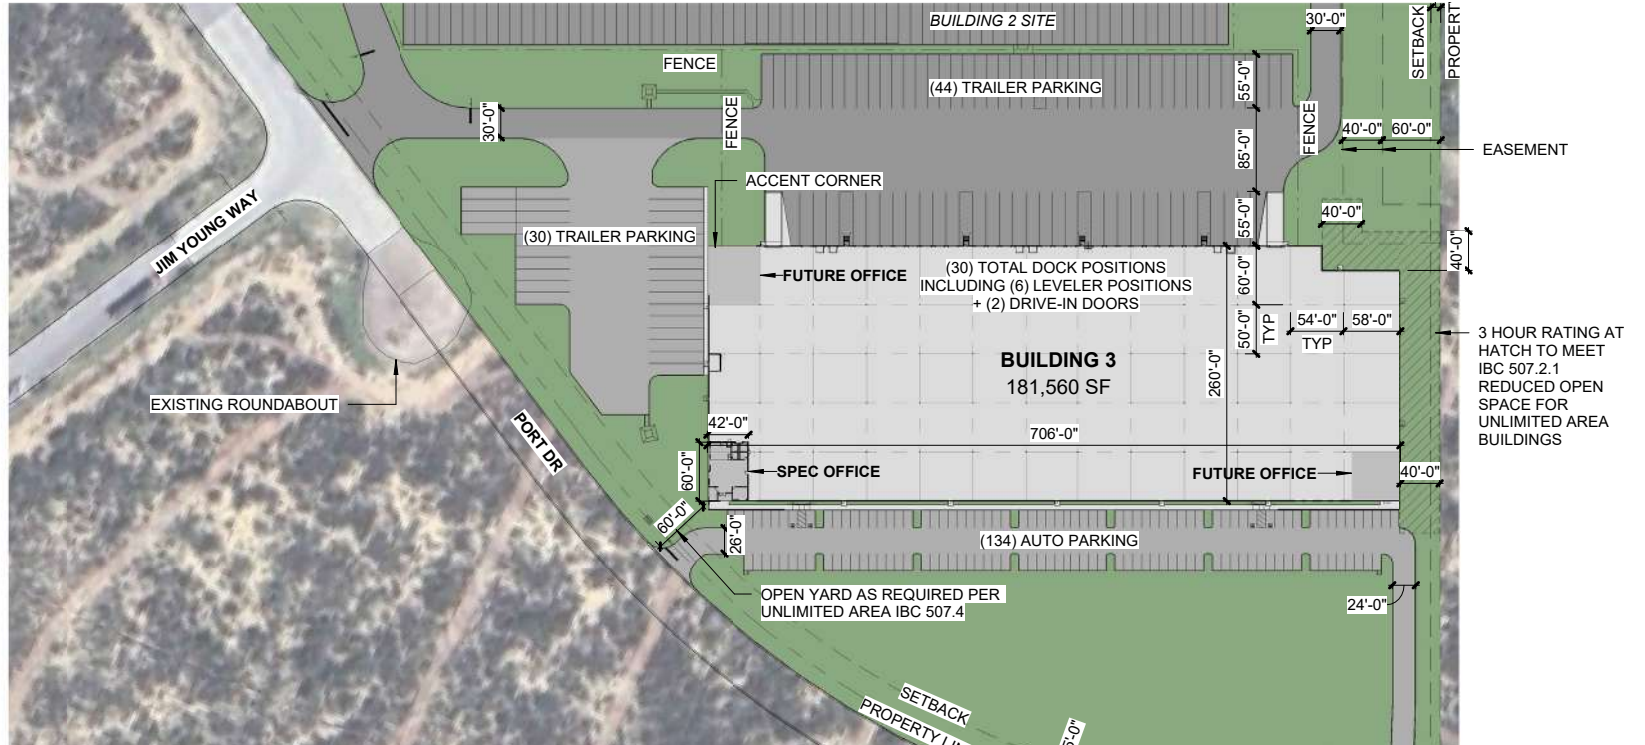 BUILDING 2 SITE
30'-0"
SETBACK
PROPERT
FENCE
(44) TRAILER PARKING
55'-0"
30'-0"
FENCE
FENCE
40'-0"
60'-0"
EASEMENT
85'-0"
ACCENT CORNER
JIM YOUNG WAY
(30) TRAILER PARKING
55'-0"
40'-0"
40'-0"
FUTURE OFFICE
(30) TOTAL DOCK POSITIONS
INCLUDING (6) LEVELER POSITIONS
+ (2) DRIVE-IN DOORS
60'-0"
50'-0"
TYP
54'-0"
TYP
58'-0"
3 HOUR RATING AT
HATCH TO MEET
IBC 507.2.1
REDUCED OPEN
SPACE FOR
UNLIMITED AREA
BUILDINGS
BUILDING 3
181,560 SF
260'-0"
EXISTING ROUNDABOUT
PORT DR
42'-0"
706'-0"
60'-0"
SPEC OFFICE
FUTURE OFFICE
40'-0"
60'-0"
26'-0"
(134) AUTO PARKING
OPEN YARD AS REQUIRED PER
UNLIMITED AREA IBC 507.4
24'-0"
SETBACK
PROPERTY LI
5'-0"